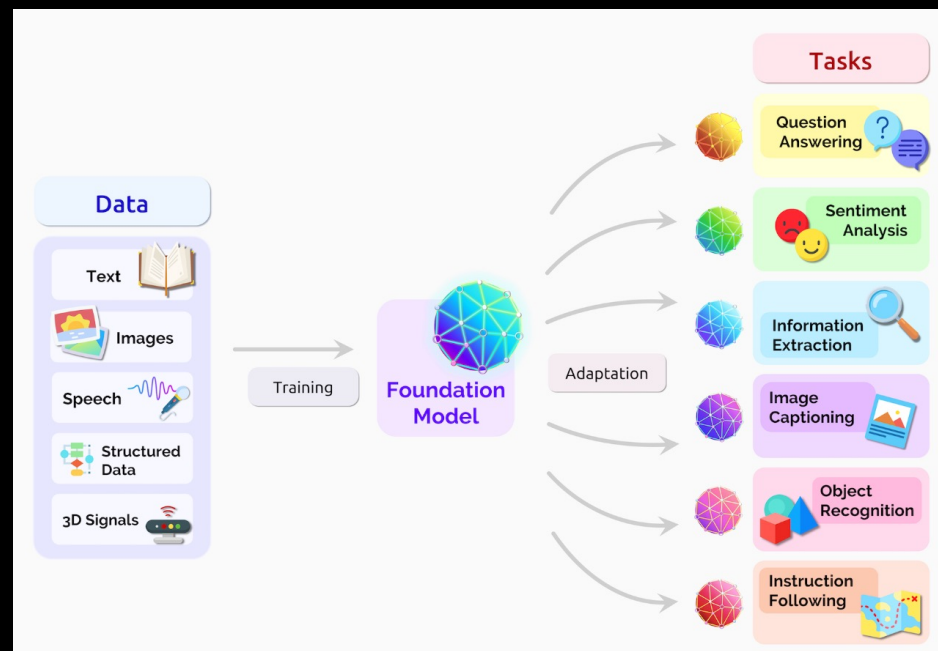 Data
Text
Images
Speech
Structured
Data
3D Signals
Training
Foundation
Model
Adaptation
Tasks
Question
Answering
Sentiment
Analysis
Information
Extraction
Image
Captioning
Object
Recognition
Instruction
Following